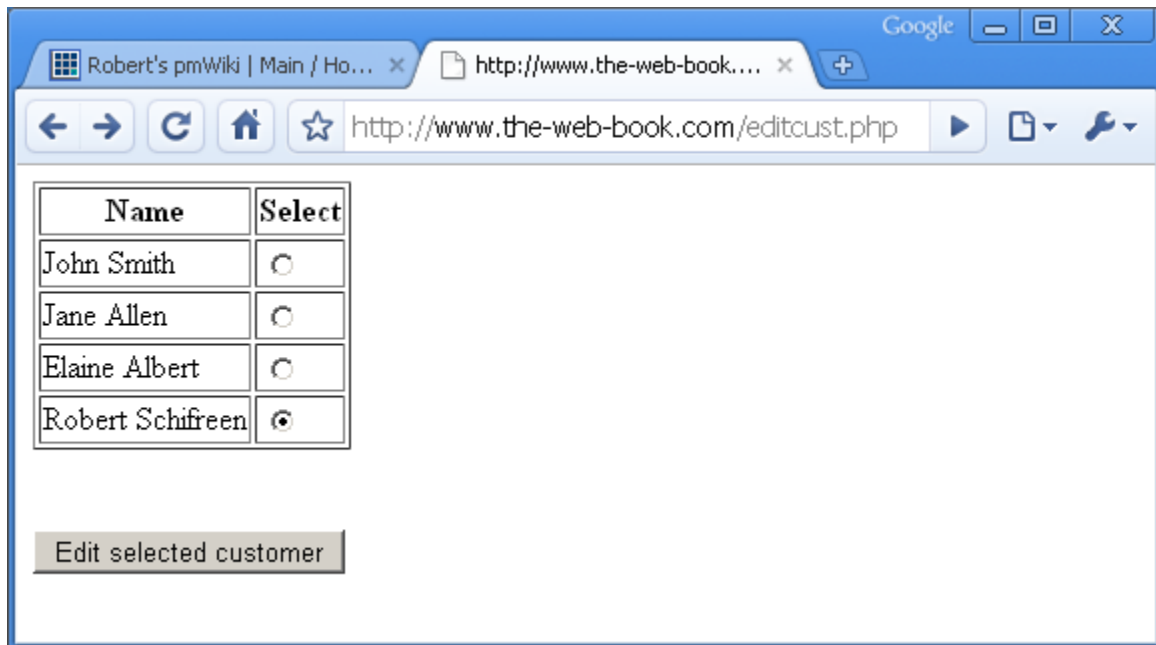 Google
Robert's pmWiki | Main / Ho... http://www.the-web-book....
http://www.the-web-book.com/editcust.php
Name Select
John Smith
Jane Allen
Elaine Albert
Robert Schifreen
Edit selected customer